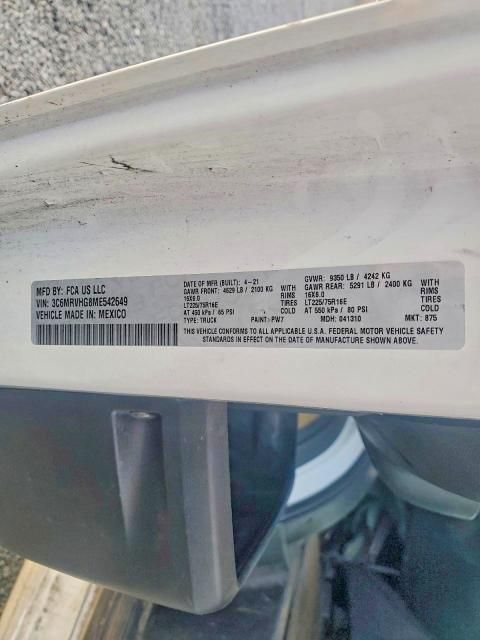 MFD BY: FCA US LLC
VIN: 3C6MRVHG8ME542649
VEHICLE MADE IN: MEXICO
DATE OF MFR (BUILT): 4-21
GAWR FRONT: 4629 LB / 2100 KG WITH
16X6.0 RIMS
LT225/75R16E TIRES
AT 450 kPa / 65 PSI COLD
TYPE: TRUCK PAINT: PW7
GVWR: 9350 LB / 4242 KG
GAWR REAR: 5291 LB / 2400 KG WITH
16X6.0 RIMS
LT225/75R16E TIRES
AT 550 kPa / 80 PSI COLD
MDH: 041310 MKT: 875
THIS VEHICLE CONFORMS TO ALL APPLICABLE U.S.A. FEDERAL MOTOR VEHICLE SAFETY
STANDARDS IN EFFECT ON THE DATE OF MANUFACTURE SHOWN ABOVE.